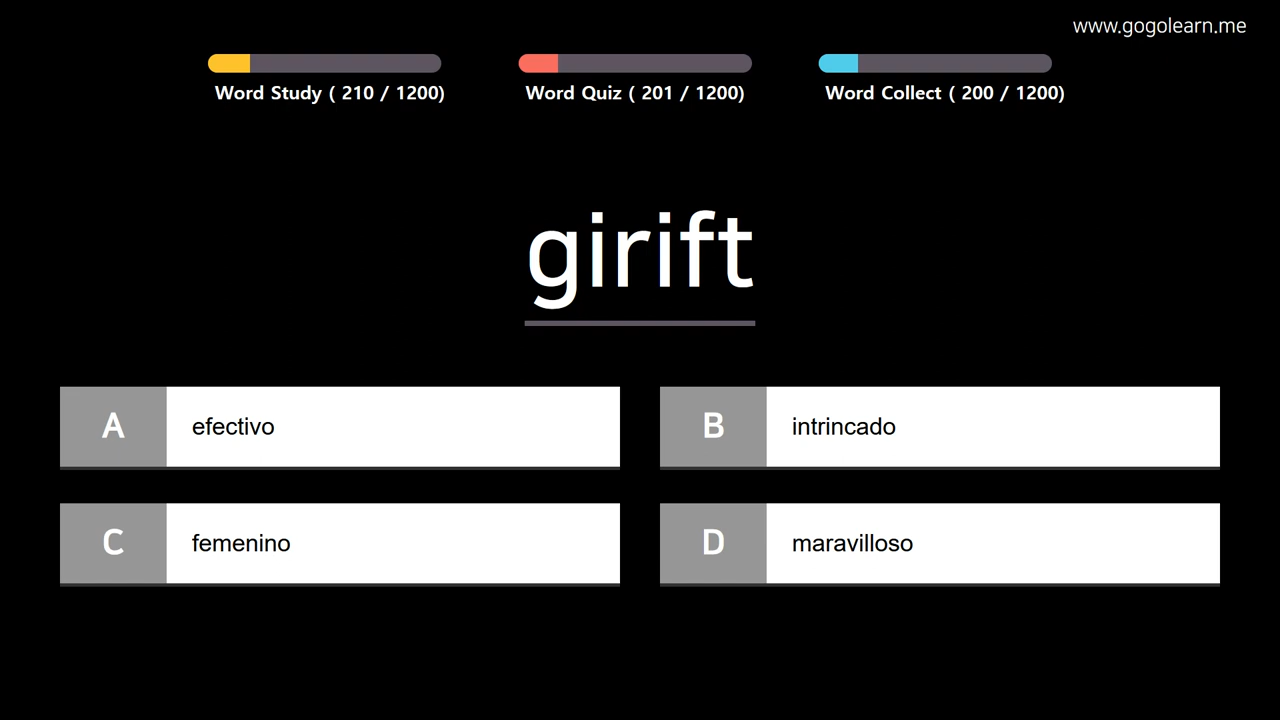 www.gogolearn.me
Word Study ( 210 / 1200)
Word Quiz ( 201 / 1200)
Word Collect ( 200 / 1200)
girift
A efectivo
B intrincado
C femenino
D maravilloso